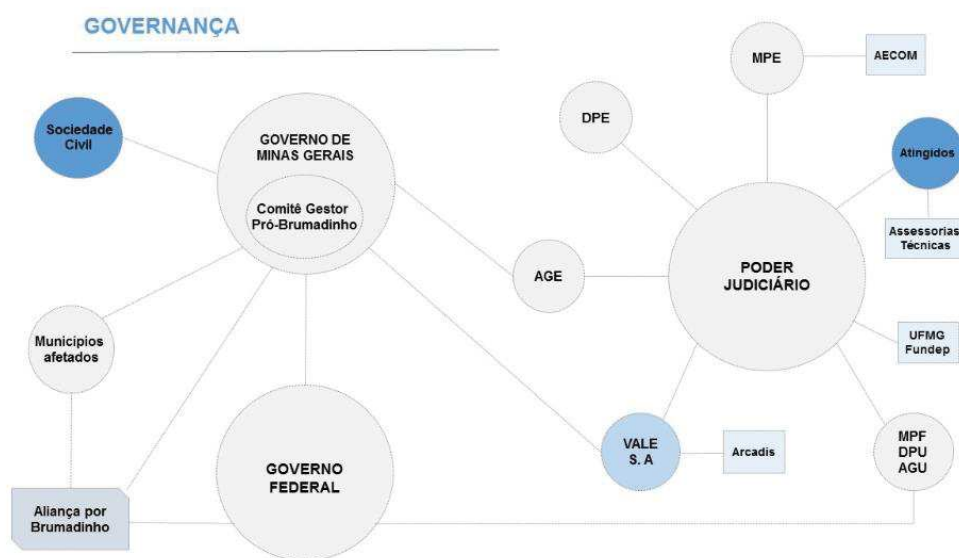 GOVERNANÇA
Sociedade
Civil
GOVERNO DE
MINAS GERAIS
Comitê Gestor
Pró-Brumadinho
Municípios
afetados
Aliança por
Brumadinho
GOVERNO
FEDERAL
DPE
AGE
MPE
AECOM
Atingidos
Assessorias
Técnicas
PODER
JUDICIÁRIO
UFMG
Fundep
VALE
S. A
Arcadis
MPF
DPU
AGU